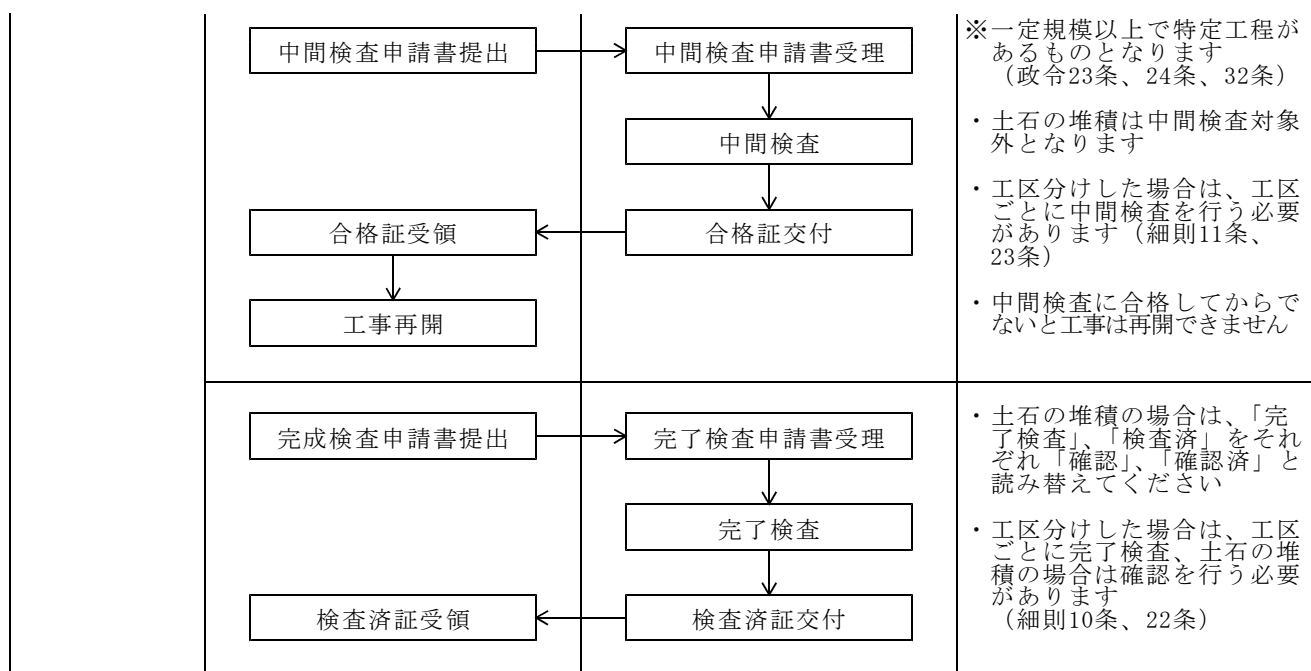 中間検査申請書提出
中間検査申請書受理
中間検査
合格証受領
合格証交付
工事再開
※一定規模以上で特定工程が
あるものとなります
（政令23条、24条、32条）
・土石の堆積は中間検査対象
外となります
・工区分けした場合は、工区
ごとに中間検査を行う必要
があります（細則11条、
23条）
・中間検査に合格してからで
ないと工事は再開できません
完成検査申請書提出
完了検査申請書受理
完了検査
検査済証受領
検査済証交付
・土石の堆積の場合は、「完
了検査」、「検査済」をそれ
ぞれ「確認」、「確認済」と
読み替えてください
・工区分けした場合は、工区
ごとに完了検査、土石の堆
積の場合は確認を行う必要
があります
（細則10条、22条）